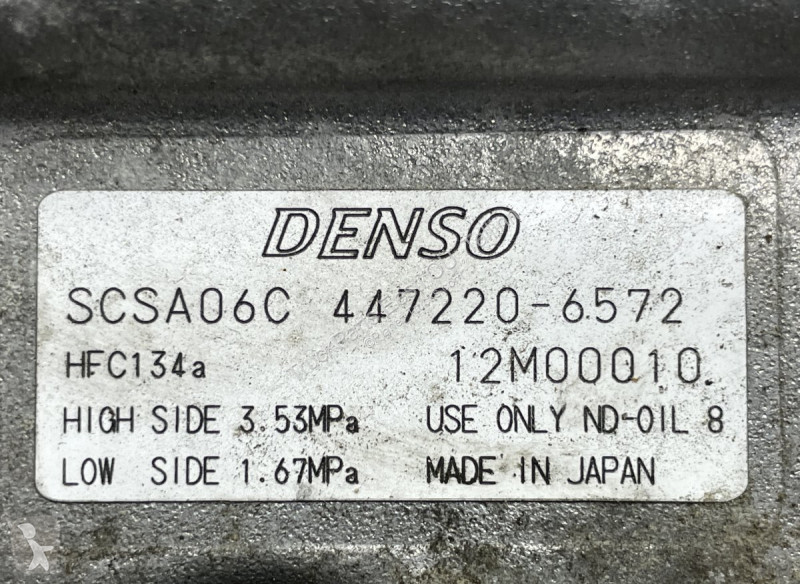 DENSO
SCSA06C 447220-6572
HFC134a 12M00010
HIGH SIDE 3.53MPa USE ONLY ND-OIL 8
LOW SIDE 1.67MPa MADE IN JAPAN